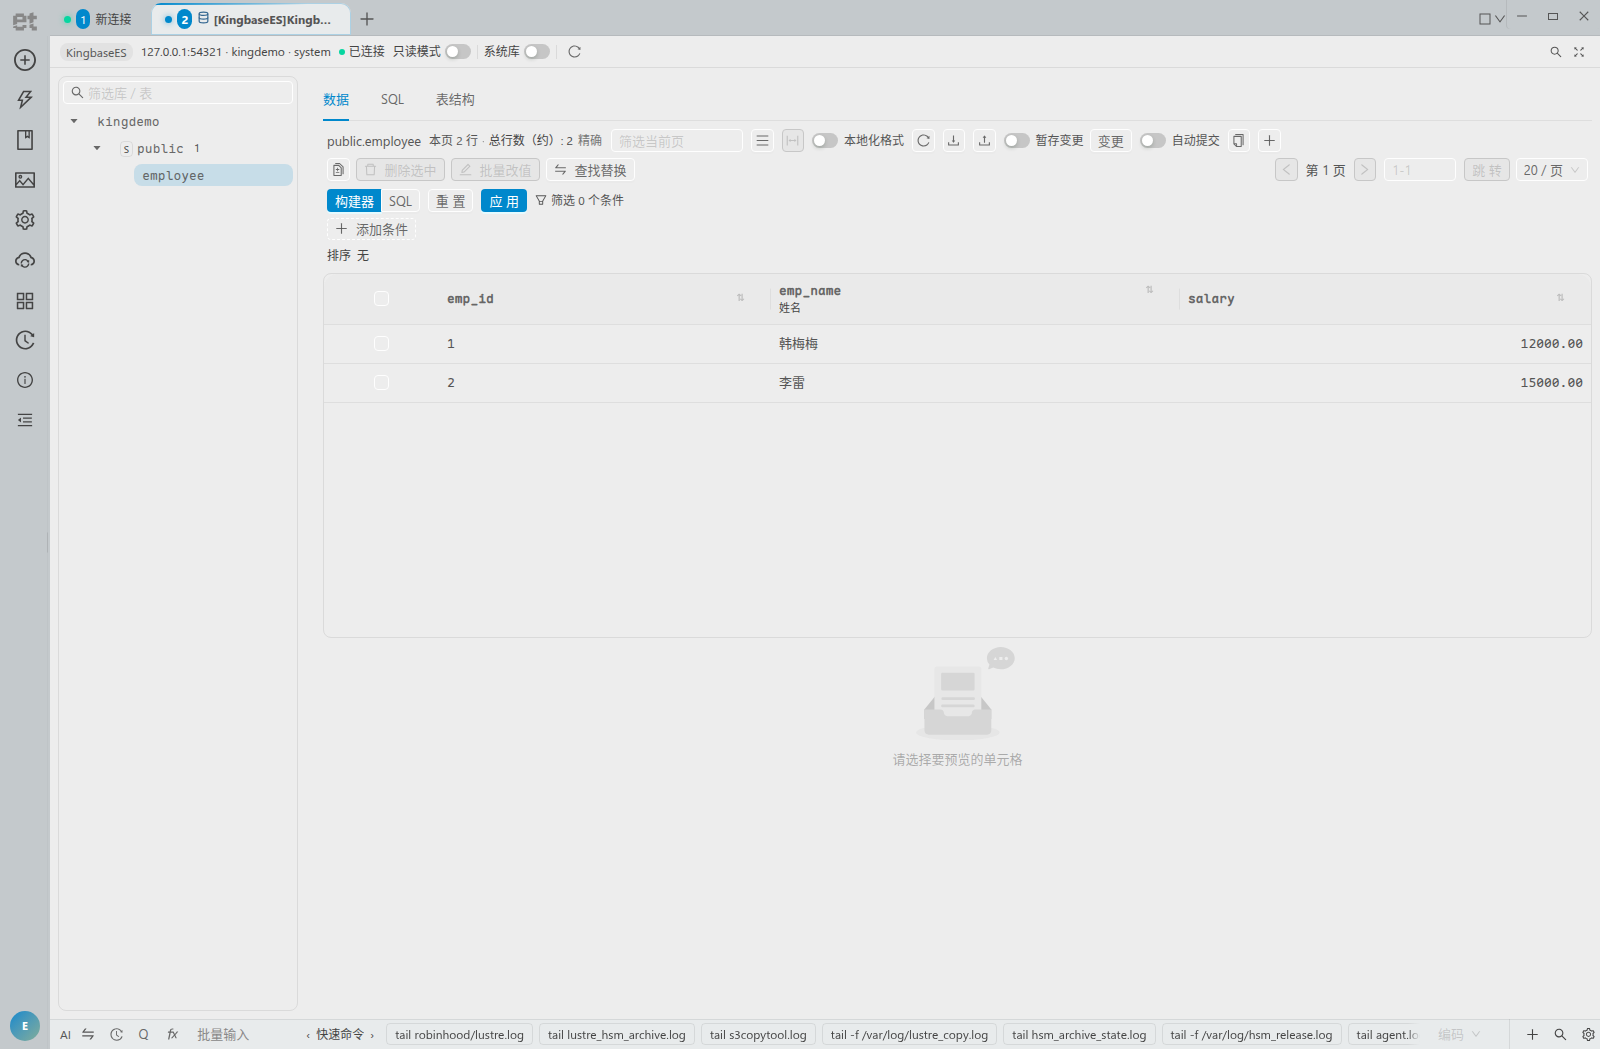 et
1 新连接
2 [KingbaseES]Kingb...
KingbaseES 127.0.0.1:54321 · kingdemo · system 已连接 只读模式 系统库
筛选库 / 表
kingdemo
S public 1
employee
数据 SQL 表结构
public.employee 本页 2 行 · 总行数（约）: 2 精确 筛选当前页 本地化格式 暂存变更 变更 自动提交
删除选中 批量改值 查找替换 第 1 页 1-1 跳 转 20 / 页
构建器 SQL 重 置 应 用 筛选 0 个条件
添加条件
排序 无
emp_id emp_name salary
姓名
1 韩梅梅 12000.00
2 李雷 15000.00
请选择要预览的单元格
E
AI Q fx 批量输入 ‹ 快速命令 › tail robinhood/lustre.log tail lustre_hsm_archive.log tail s3copytool.log tail -f /var/log/lustre_copy.log tail hsm_archive_state.log tail -f /var/log/hsm_release.log tail agent.lo 编码